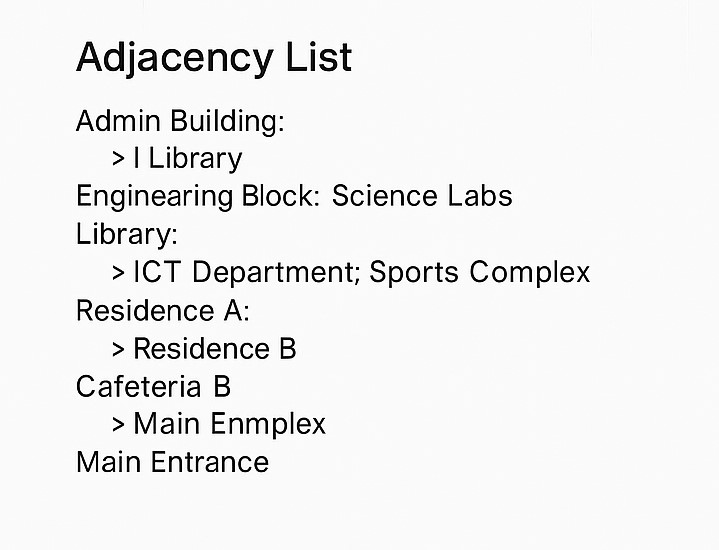 Adjacency List
Admin Building:
> I Library
Enginearing Block: Science Labs
Library:
> ICT Department; Sports Complex
Residence A:
> Residence B
Cafeteria B
> Main Enmplex
Main Entrance